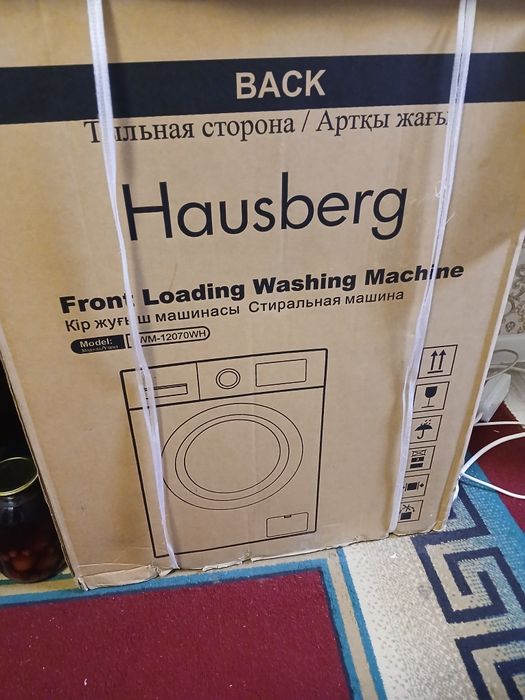 BACK
Тыльная сторона / Артқы жағы
Hausberg
Front Loading Washing Machine
Кір жуғыш машинасы Стиральная машина
Model:
WM-12070WH